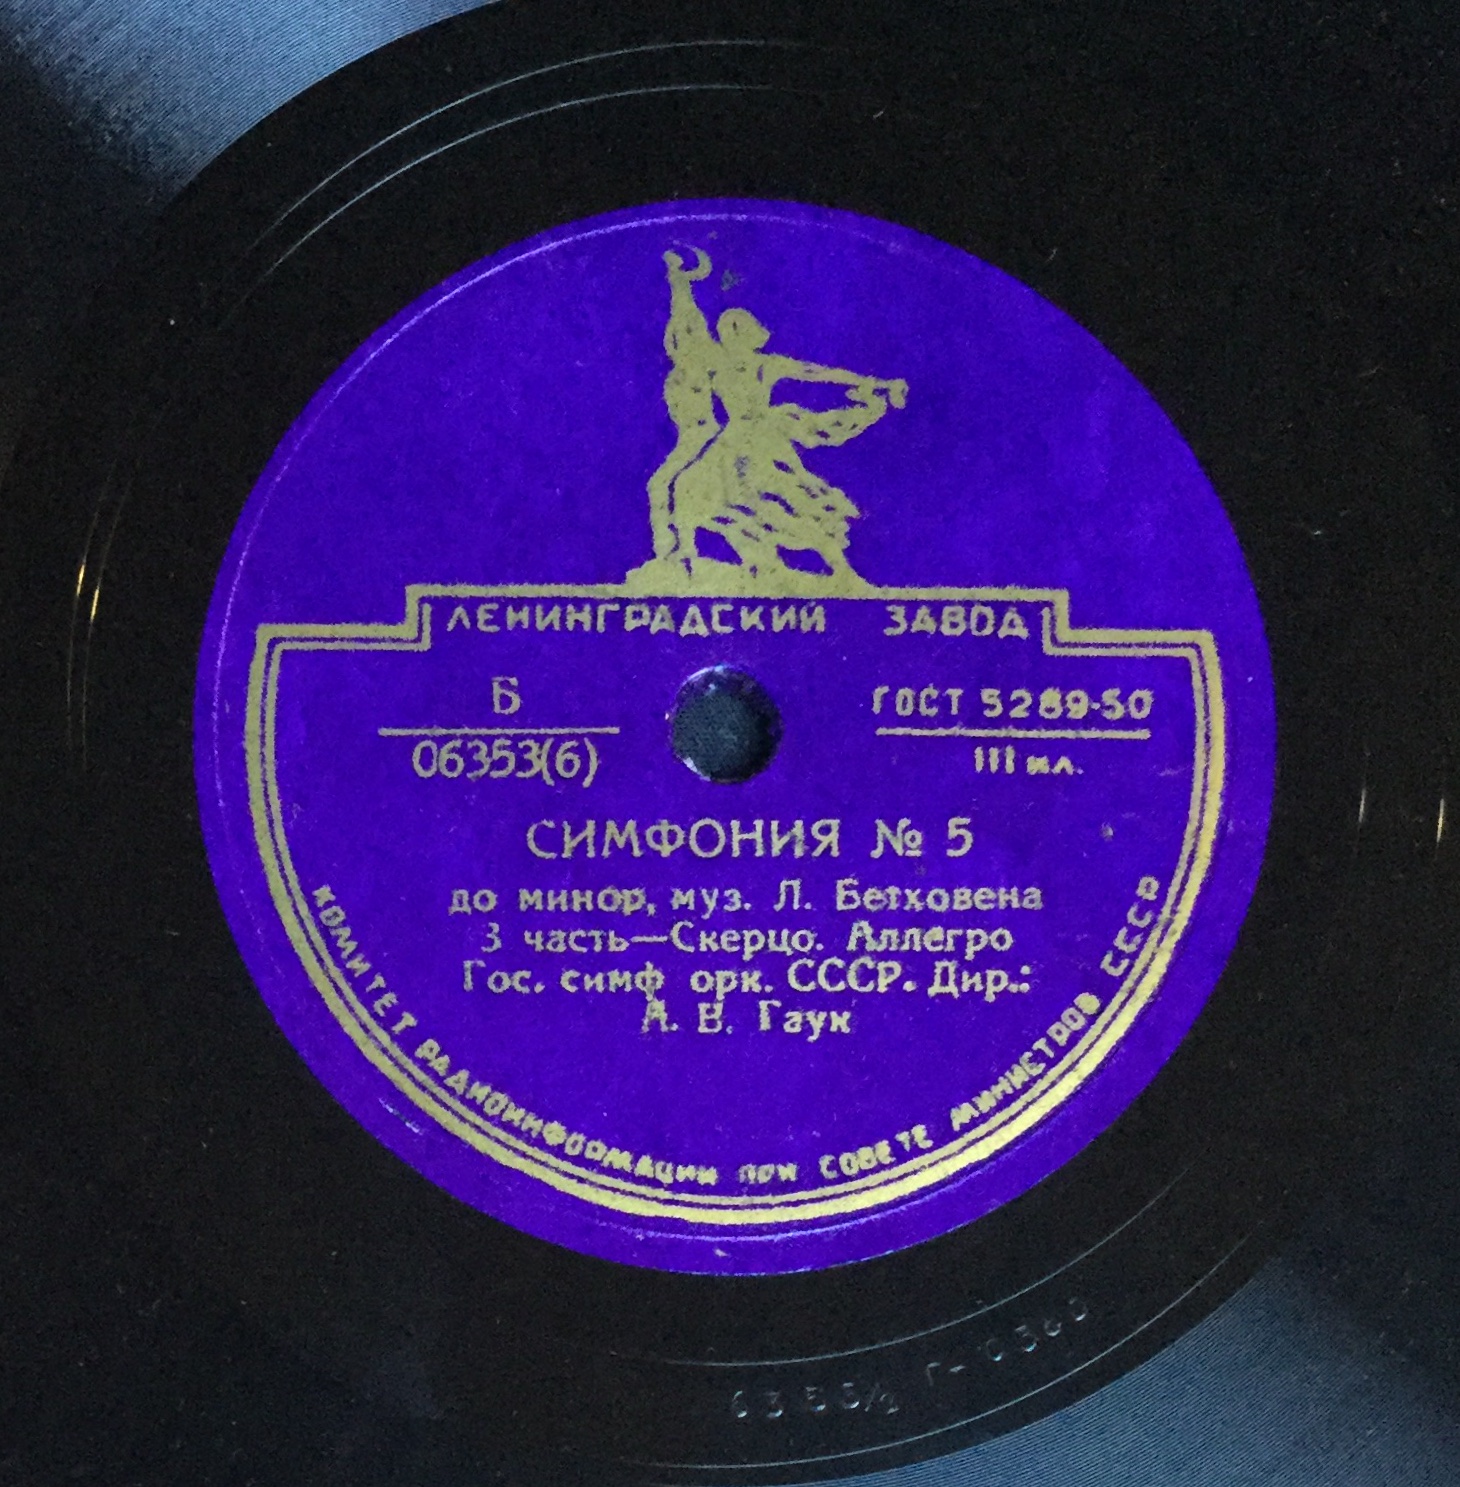 ЛЕНИНГРАДСКИЙ ЗАВОД
Б
06353(6)
ГОСТ 5289-50
III кл.
СИМФОНИЯ № 5
до минор, муз. Л. Бетховена
3 часть—Скерцо. Аллегро
Гос. симф орк. СССР. Дир.:
А. В. Гаук
КОМИТЕТ РАДИОИНФОРМАЦИИ ПРИ СОВЕТЕ МИНИСТРОВ СССР